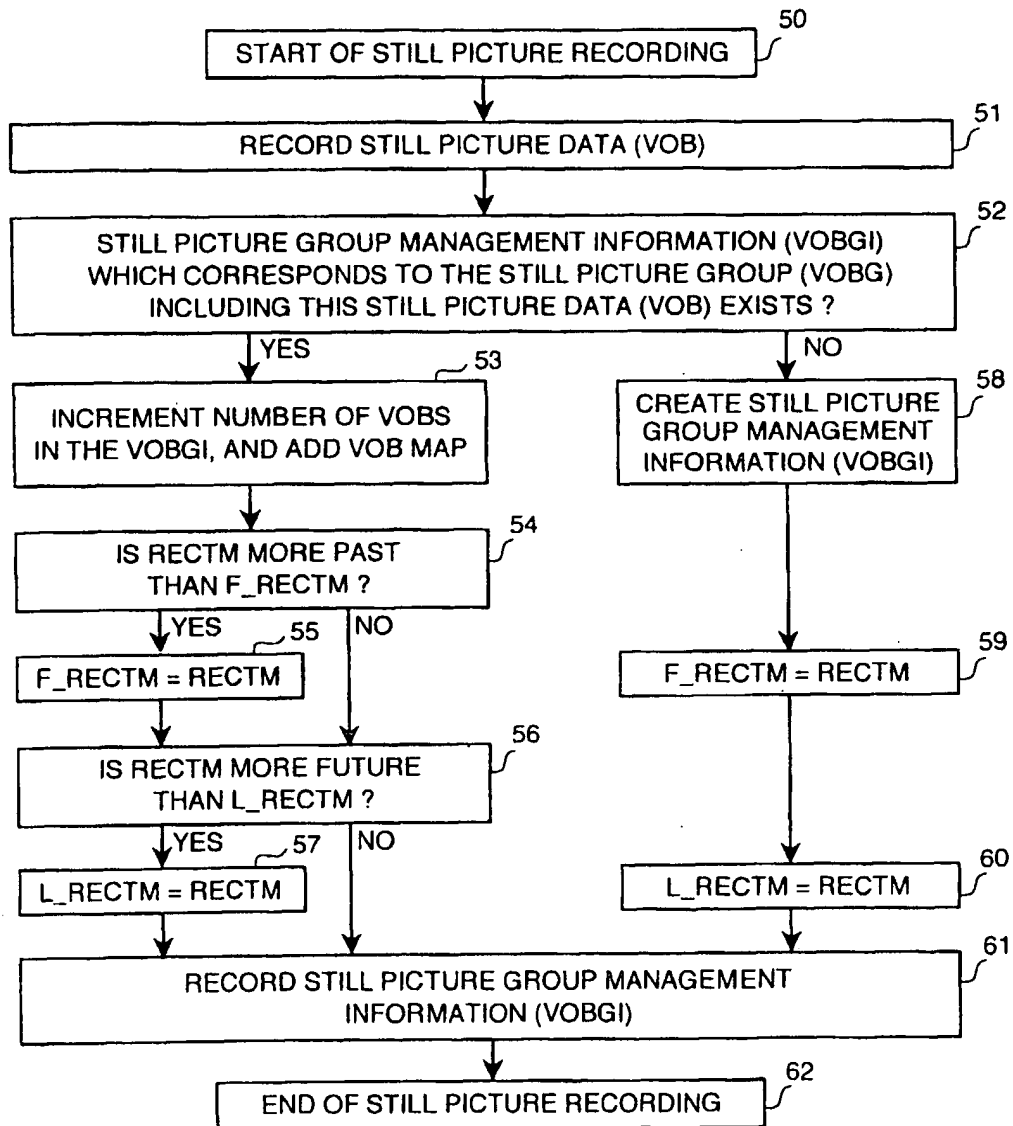 50
START OF STILL PICTURE RECORDING
51
RECORD STILL PICTURE DATA (VOB)
52
STILL PICTURE GROUP MANAGEMENT INFORMATION (VOBGI)
WHICH CORRESPONDS TO THE STILL PICTURE GROUP (VOBG)
INCLUDING THIS STILL PICTURE DATA (VOB) EXISTS ?
YES
NO
53
INCREMENT NUMBER OF VOBS
IN THE VOBGI, AND ADD VOB MAP
58
CREATE STILL PICTURE
GROUP MANAGEMENT
INFORMATION (VOBGI)
54
IS RECTM MORE PAST
THAN F_RECTM ?
YES
NO
55
F_RECTM = RECTM
59
F_RECTM = RECTM
56
IS RECTM MORE FUTURE
THAN L_RECTM ?
YES
NO
57
L_RECTM = RECTM
60
L_RECTM = RECTM
61
RECORD STILL PICTURE GROUP MANAGEMENT
INFORMATION (VOBGI)
62
END OF STILL PICTURE RECORDING